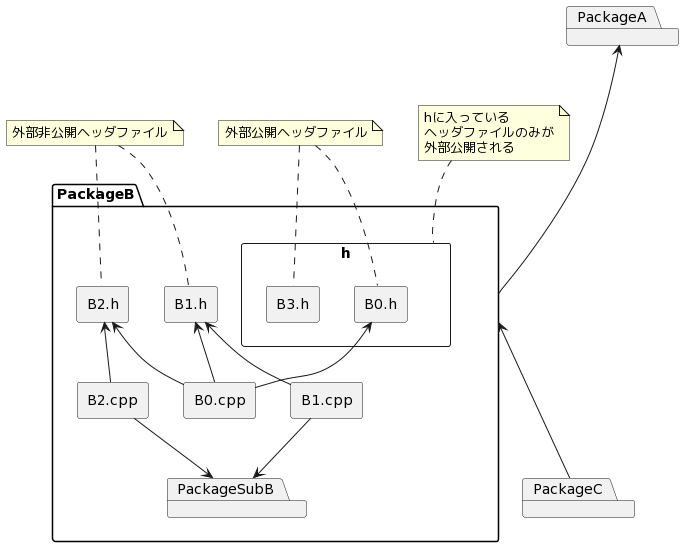 PackageA
hに入っている
ヘッダファイルのみが
外部公開される
外部非公開ヘッダファイル
外部公開ヘッダファイル
PackageB
h
B2.h
B1.h
B3.h
B0.h
B2.cpp
B0.cpp
B1.cpp
PackageSubB
PackageC